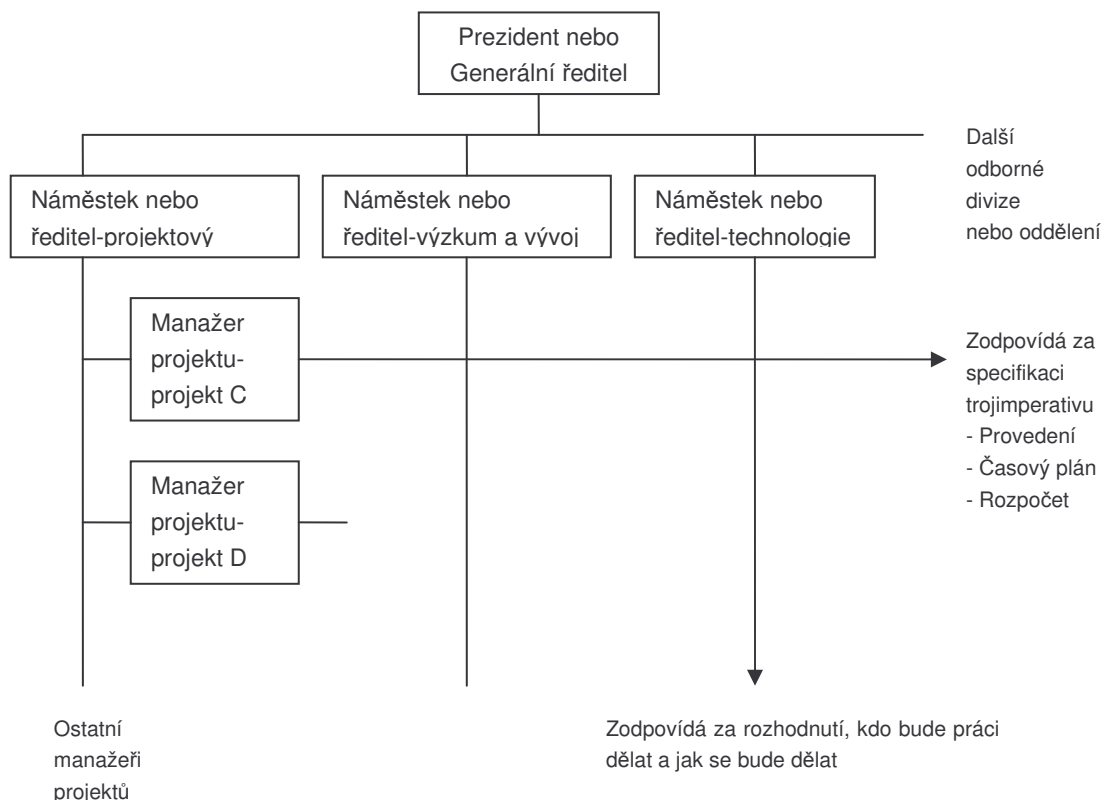 Prezident nebo
Generální ředitel
Další
odborné
divize
nebo oddělení
Náměstek nebo
ředitel-projektový
Náměstek nebo
ředitel-výzkum a vývoj
Náměstek nebo
ředitel-technologie
Manažer
projektu-
projekt C
Zodpovídá za
specifikaci
trojimperativu
- Provedení
- Časový plán
- Rozpočet
Manažer
projektu-
projekt D
Ostatní
manažeři
projektů
Zodpovídá za rozhodnutí, kdo bude práci
dělat a jak se bude dělat